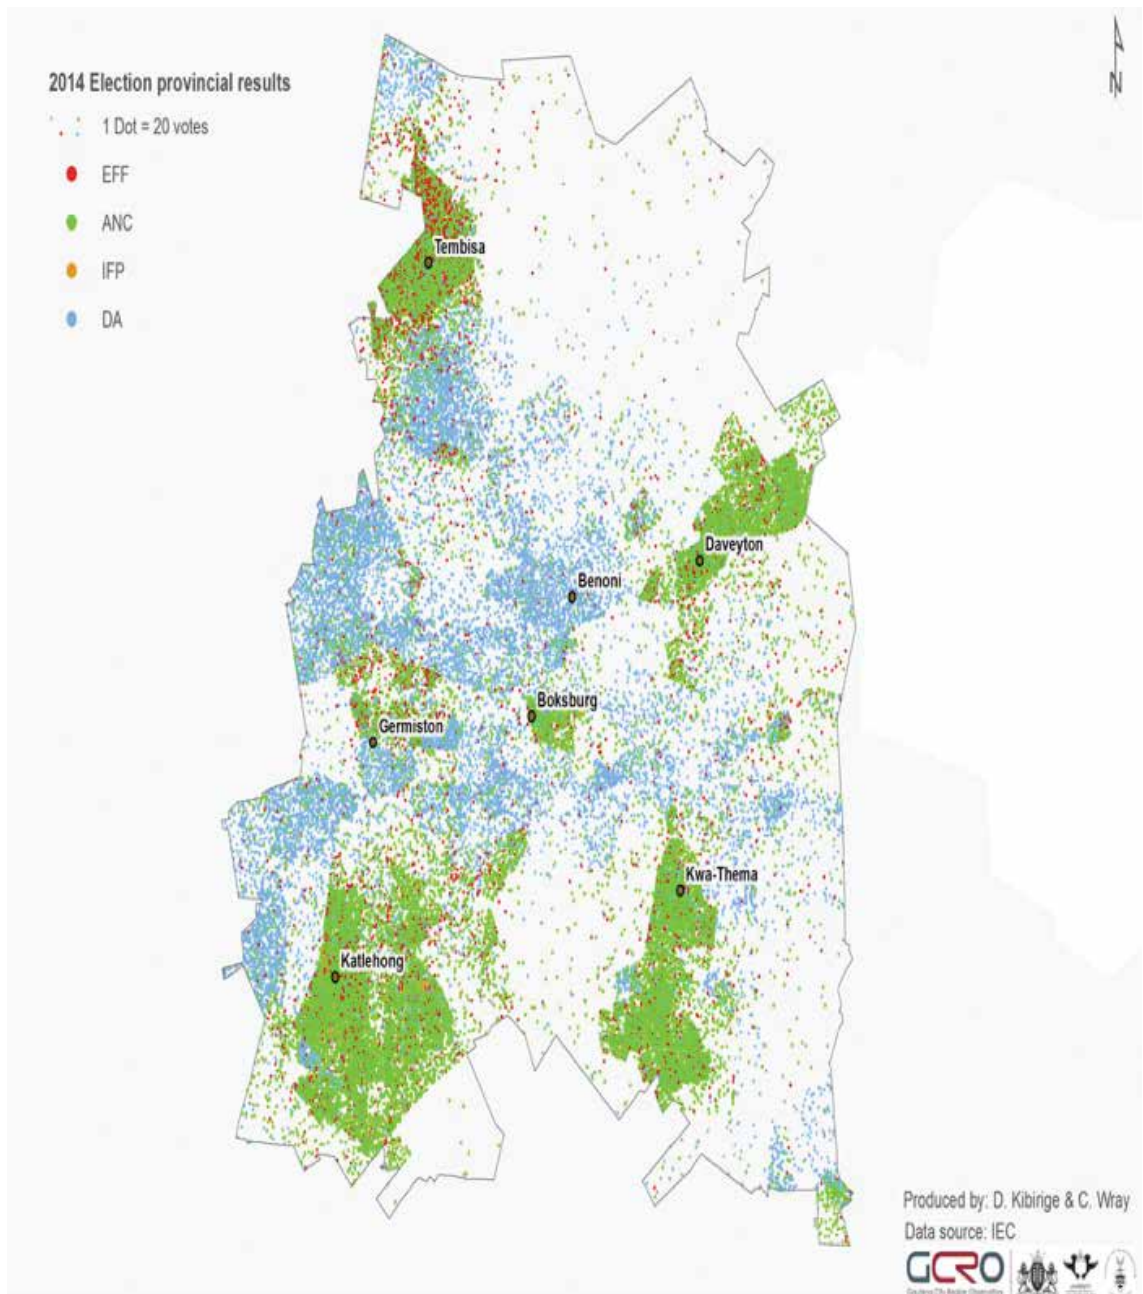 2014 Election provincial results
1 Dot = 20 votes
EFF
ANC
IFP
DA
N
Tembisa
Daveyton
Benoni
Boksburg
Germiston
Kwa-Thema
Katlehong
Produced by: D. Kibirige & C. Wray
Data source: IEC
GCRO